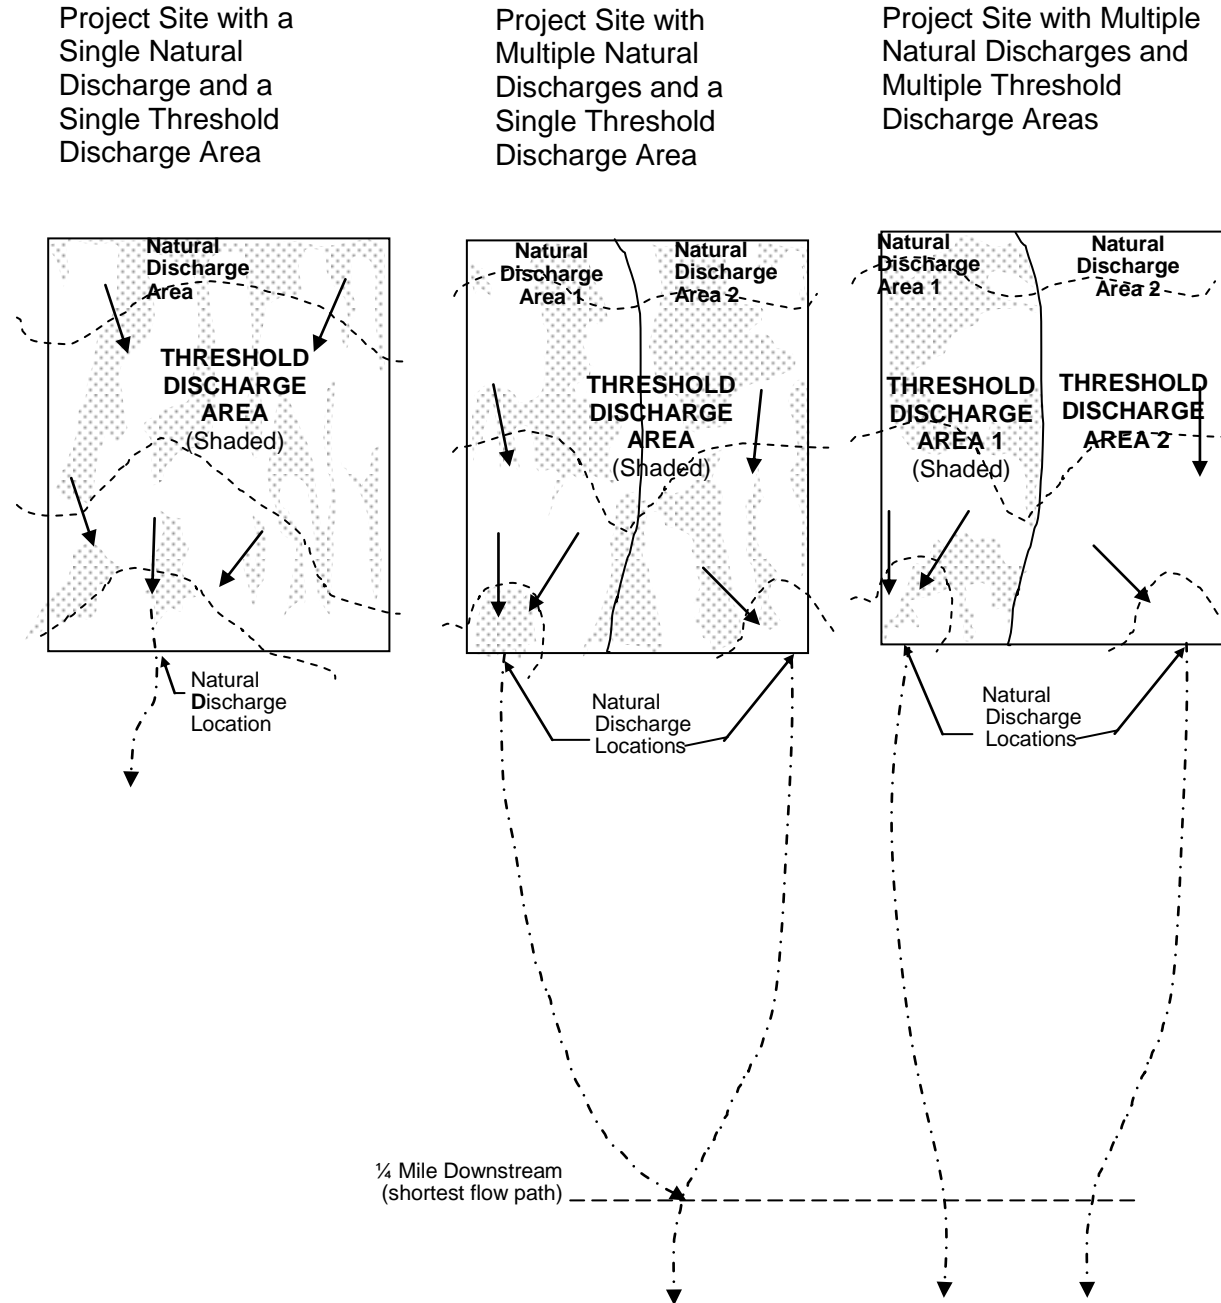 Project Site with a
Single Natural
Discharge and a
Single Threshold
Discharge Area
Project Site with
Multiple Natural
Discharges and a
Single Threshold
Discharge Area
Project Site with Multiple
Natural Discharges and
Multiple Threshold
Discharge Areas
Natural
Discharge
Area
THRESHOLD
DISCHARGE
AREA
(Shaded)
Natural
Discharge
Location
Natural
Discharge
Area 1
Natural
Discharge
Area 2
THRESHOLD
DISCHARGE
AREA
(Shaded)
Natural
Discharge
Locations
Natural
Discharge
Area 1
Natural
Discharge
Area 2
THRESHOLD
DISCHARGE
AREA 1
(Shaded)
THRESHOLD
DISCHARGE
AREA 2
Natural
Discharge
Locations
¼ Mile Downstream
(shortest flow path)